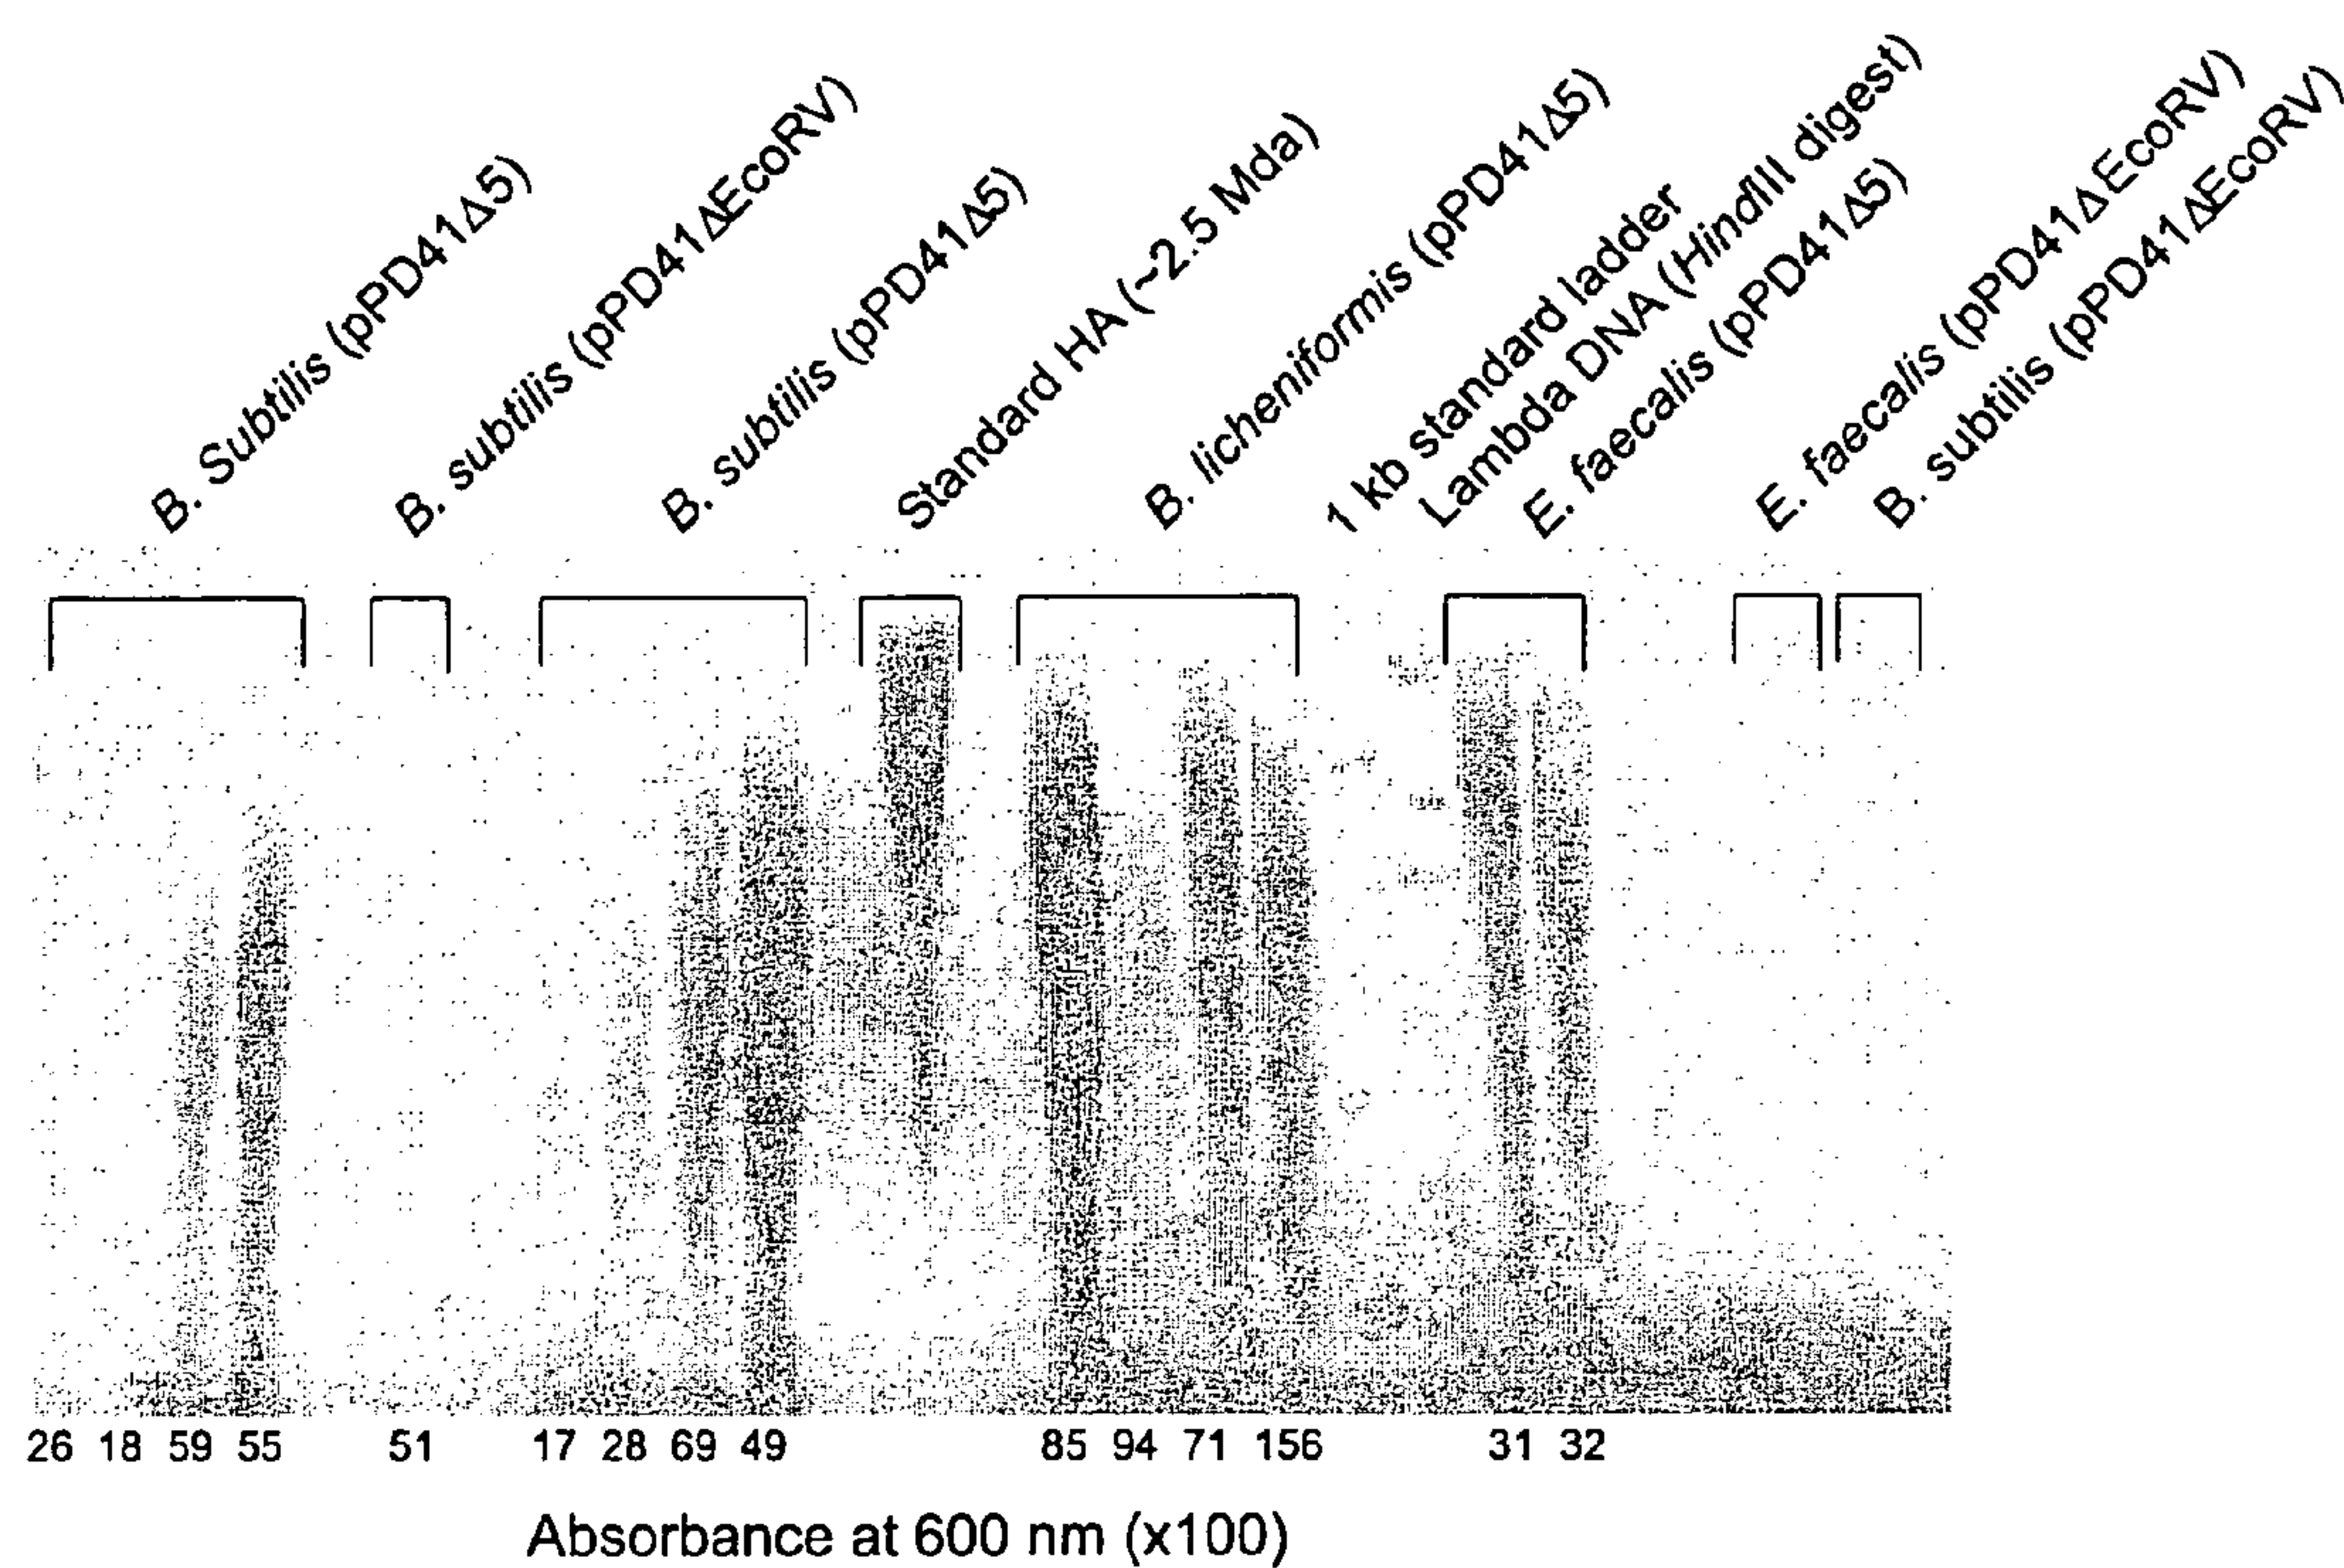 B. Subtilis (pPD41Δ5)
B. subtilis (pPD41ΔEcoRV)
B. subtilis (pPD41Δ5)
Standard HA (~2.5 Mda)
B. licheniformis (pPD41Δ5)
1 kb standard ladder
Lambda DNA (HindIII digest)
E. faecalis (pPD41Δ5)
E. faecalis (pPD41ΔEcoRV)
B. subtilis (pPD41ΔEcoRV)
26 18 59 55 51 17 28 69 49 85 94 71 156 31 32
Absorbance at 600 nm (x100)